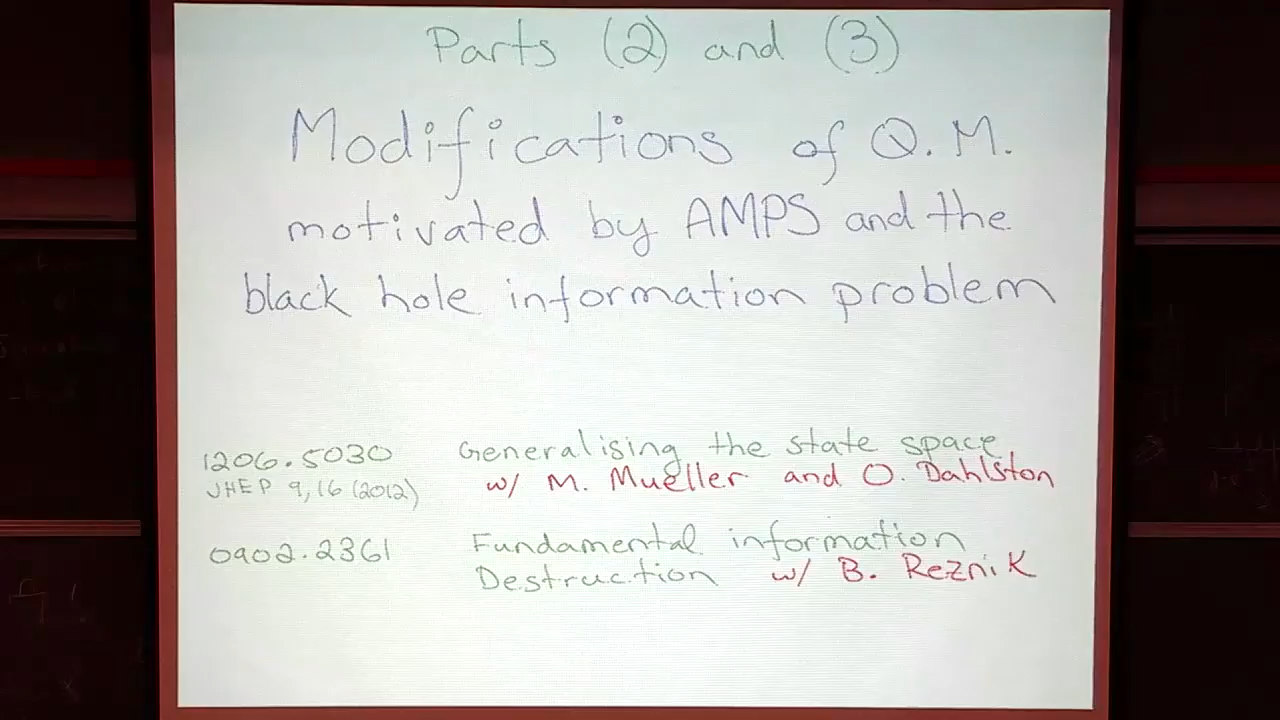 Parts (2) and (3)
Modifications of Q.M.
motivated by AMPS and the
black hole information problem
1206.5030 Generalising the state space
JHEP 9, 16 (2012) w/ M. Mueller and O. Dahlston
0902.2361 Fundamental information
Destruction w/ B. Reznik